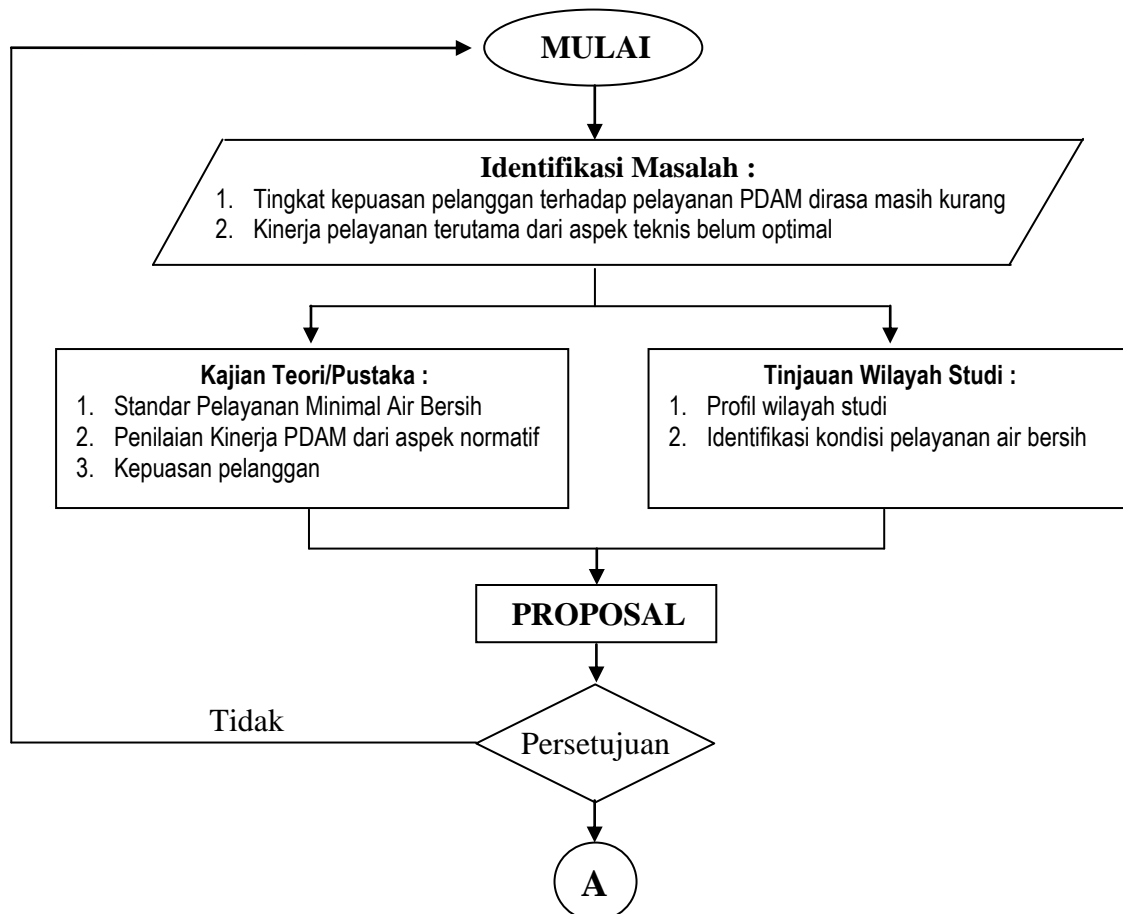 MULAI
Identifikasi Masalah :
1. Tingkat kepuasan pelanggan terhadap pelayanan PDAM dirasa masih kurang
2. Kinerja pelayanan terutama dari aspek teknis belum optimal
Kajian Teori/Pustaka :
1. Standar Pelayanan Minimal Air Bersih
2. Penilaian Kinerja PDAM dari aspek normatif
3. Kepuasan pelanggan
Tinjauan Wilayah Studi :
1. Profil wilayah studi
2. Identifikasi kondisi pelayanan air bersih
PROPOSAL
Tidak
Persetujuan
A